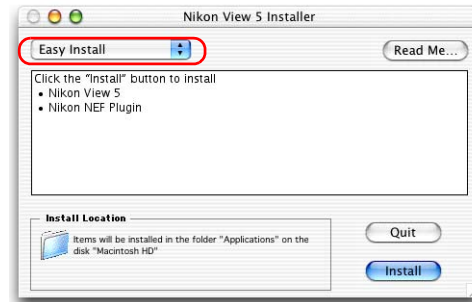 Nikon View 5 Installer
Easy Install
Read Me...
Click the "Install" button to install
• Nikon View 5
• Nikon NEF Plugin
Install Location
Items will be installed in the folder "Applications" on the
disk "Macintosh HD"
Quit
Install